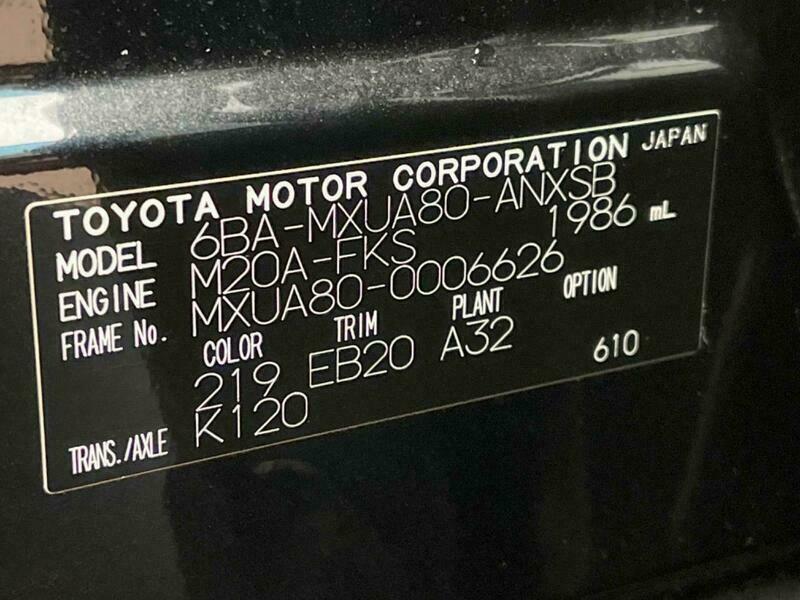 TOYOTA MOTOR CORPORATION JAPAN
MODEL 6BA-MXUA80-ANXSB
ENGINE M20A-FKS 1986 mL
FRAME No. MXUA80-0006626
COLOR TRIM PLANT OPTION
219 EB20 A32 610
TRANS./AXLE K120